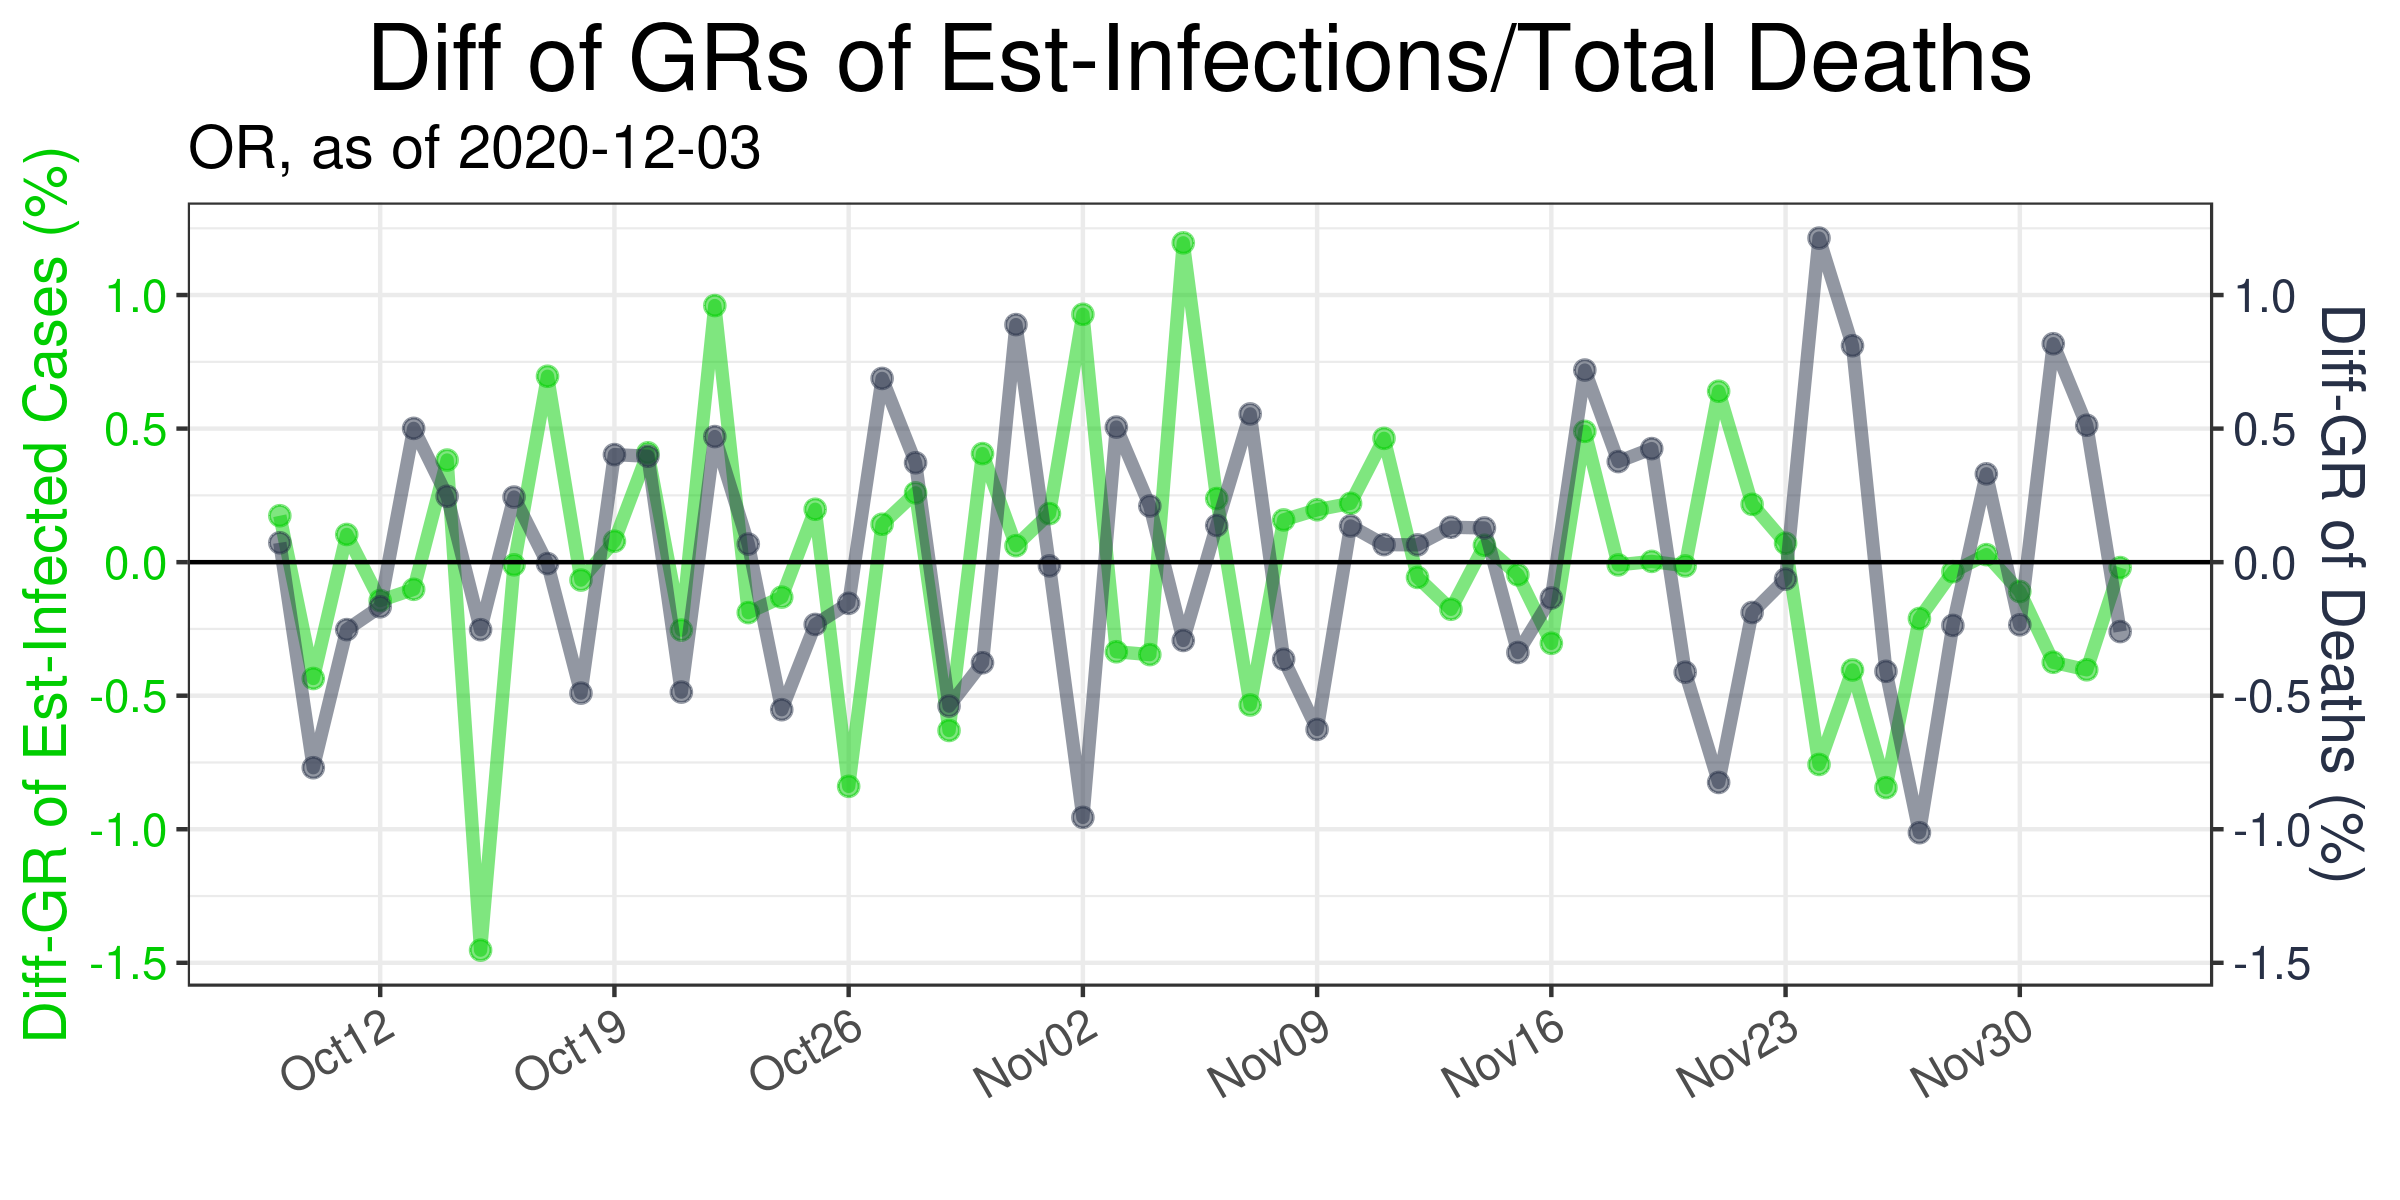 Diff of GRs of Est-Infections/Total Deaths
OR, as of 2020-12-03
Diff-GR of Est-Infected Cases (%)
1.0
0.5
0.0
-0.5
-1.0
-1.5
1.0
0.5
0.0
-0.5
-1.0
-1.5
Diff-GR of Deaths (%)
Oct12
Oct19
Oct26
Nov02
Nov09
Nov16
Nov23
Nov30